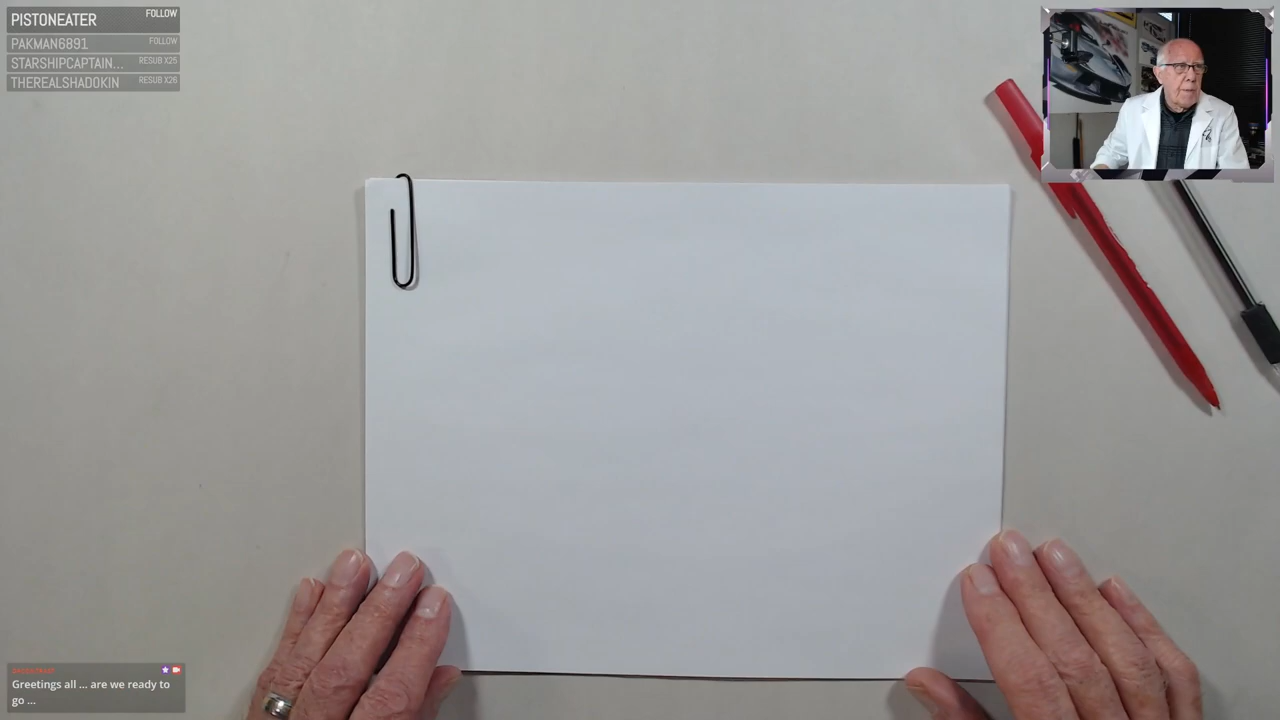 PISTONEATER FOLLOW
PAKMAN6891 FOLLOW
STARSHIPCAPTAIN... RESUB X25
THEREALSHADOKIN RESUB X26
Greetings all ... are we ready to
go ...